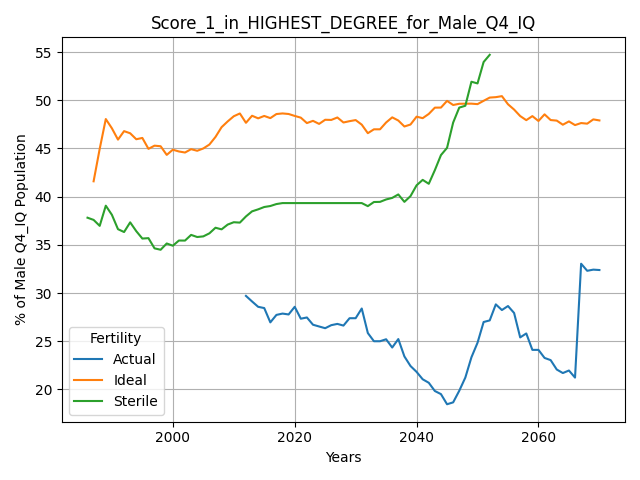 Score_1_in_HIGHEST_DEGREE_for_Male_Q4_IQ
% of Male Q4_IQ Population
55
50
45
40
35
30
25
20
Fertility
Actual
Ideal
Sterile
2000 2020 2040 2060
Years